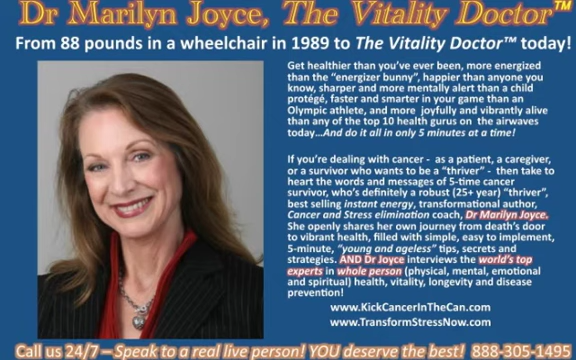 Dr Marilyn Joyce, The Vitality Doctor™
From 88 pounds in a wheelchair in 1989 to The Vitality Doctor™ today!
Get healthier than you've ever been, more energized
than the "energizer bunny", happier than anyone you
know, sharper and more mentally alert than a child
protégé, faster and smarter in your game than an
Olympic athlete, and more joyfully and vibrantly alive
than any of the top 10 health gurus on the airwaves
today...And do it all in only 5 minutes at a time!
If you're dealing with cancer - as a patient, a caregiver,
or a survivor who wants to be a "thriver" - then take to
heart the words and messages of 5-time cancer
survivor, who's definitely a robust (25+ year) "thriver",
best selling instant energy, transformational author,
Cancer and Stress elimination coach, Dr Marilyn Joyce.
She openly shares her own journey from death's door
to vibrant health, filled with simple, easy to implement,
5-minute, "young and ageless" tips, secrets and
strategies. AND Dr Joyce interviews the world's top
experts in whole person (physical, mental, emotional
and spiritual) health, vitality, longevity and disease
prevention!
www.KickCancerInTheCan.com
www.TransformStressNow.com
Call us 24/7 – Speak to a real live person! YOU deserve the best! 888-305-1495